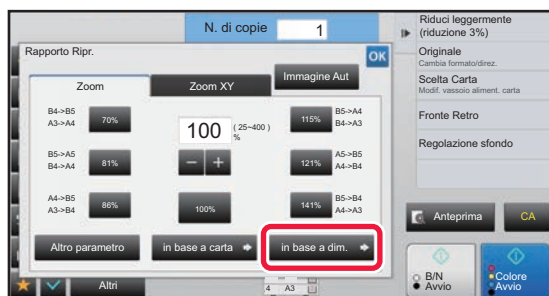 N. di copie 1
Riduci leggermente
(riduzione 3%)
Originale
Cambia formato/direz.
Scelta Carta
Modif. vassoio aliment. carta
Fronte Retro
Regolazione sfondo
Anteprima
CA
B/N
Avvio
Colore
Avvio
Rapporto Ripr.
OK
Zoom
Zoom XY
Immagine Aut
B4->B5
A3->A4
70%
B5->A5
B4->A4
81%
A4->B5
A3->B4
86%
100
(25~400)
%
100%
115%
B5->A4
B4->A3
121%
A5->B5
A4->B4
141%
B5->B4
A4->A3
Altro parametro
in base a carta
in base a dim.
Altri
4 A3